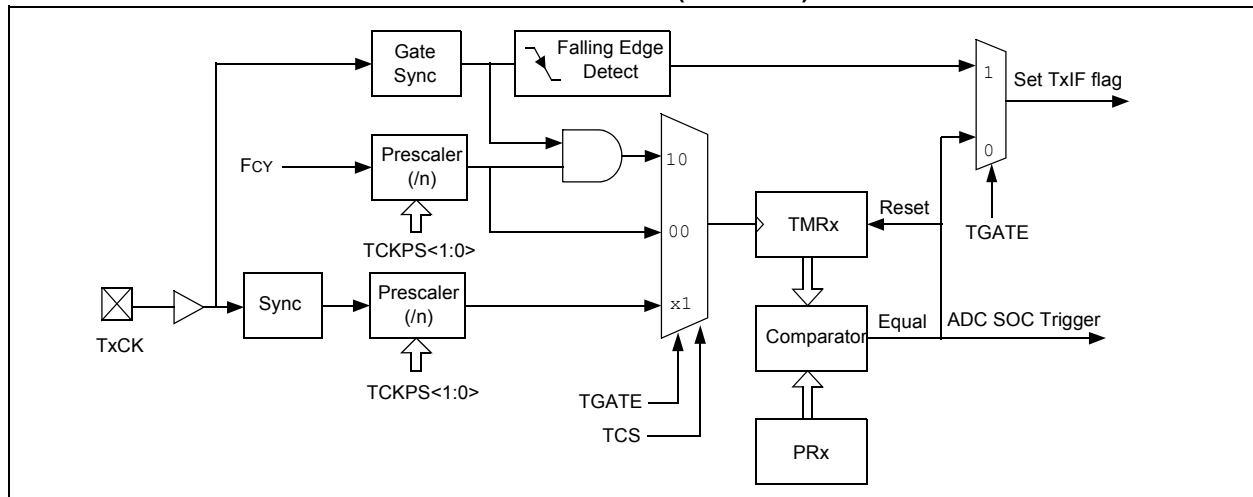 Gate
Sync
Falling Edge
Detect
1
Set TxIF flag
0
TGATE
FCY
Prescaler
(/n)
TCKPS<1:0>
10
00
x1
TMRx
Reset
TxCK
Sync
Prescaler
(/n)
TCKPS<1:0>
Comparator
Equal
ADC SOC Trigger
TGATE
TCS
PRx